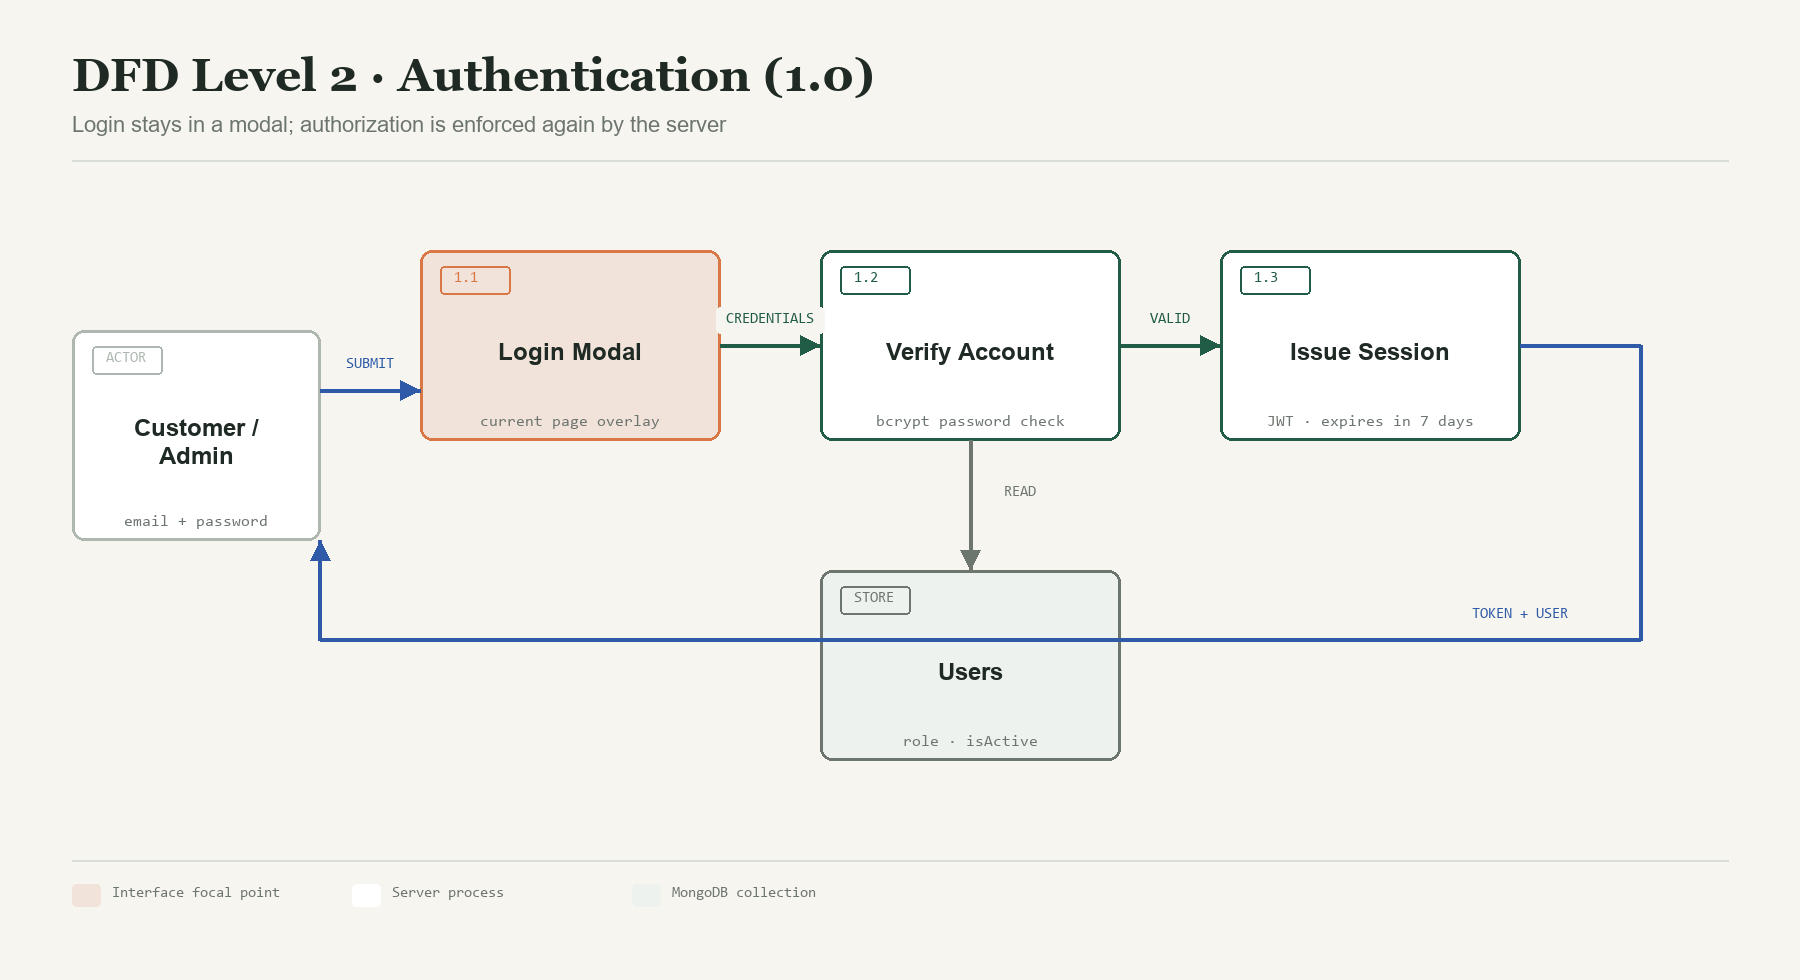 DFD Level 2 · Authentication (1.0)
Login stays in a modal; authorization is enforced again by the server
ACTOR
Customer /
Admin
email + password
SUBMIT
1.1
Login Modal
current page overlay
CREDENTIALS
1.2
Verify Account
bcrypt password check
VALID
1.3
Issue Session
JWT · expires in 7 days
READ
STORE
Users
role · isActive
TOKEN + USER
Interface focal point
Server process
MongoDB collection